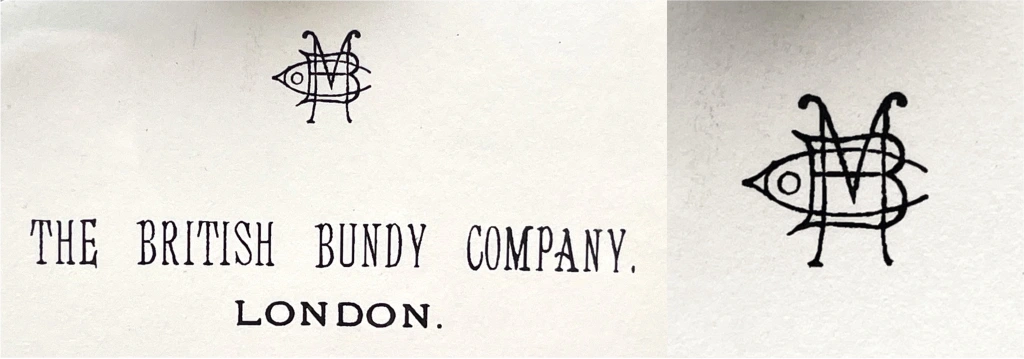 THE BRITISH BUNDY COMPANY.
LONDON.